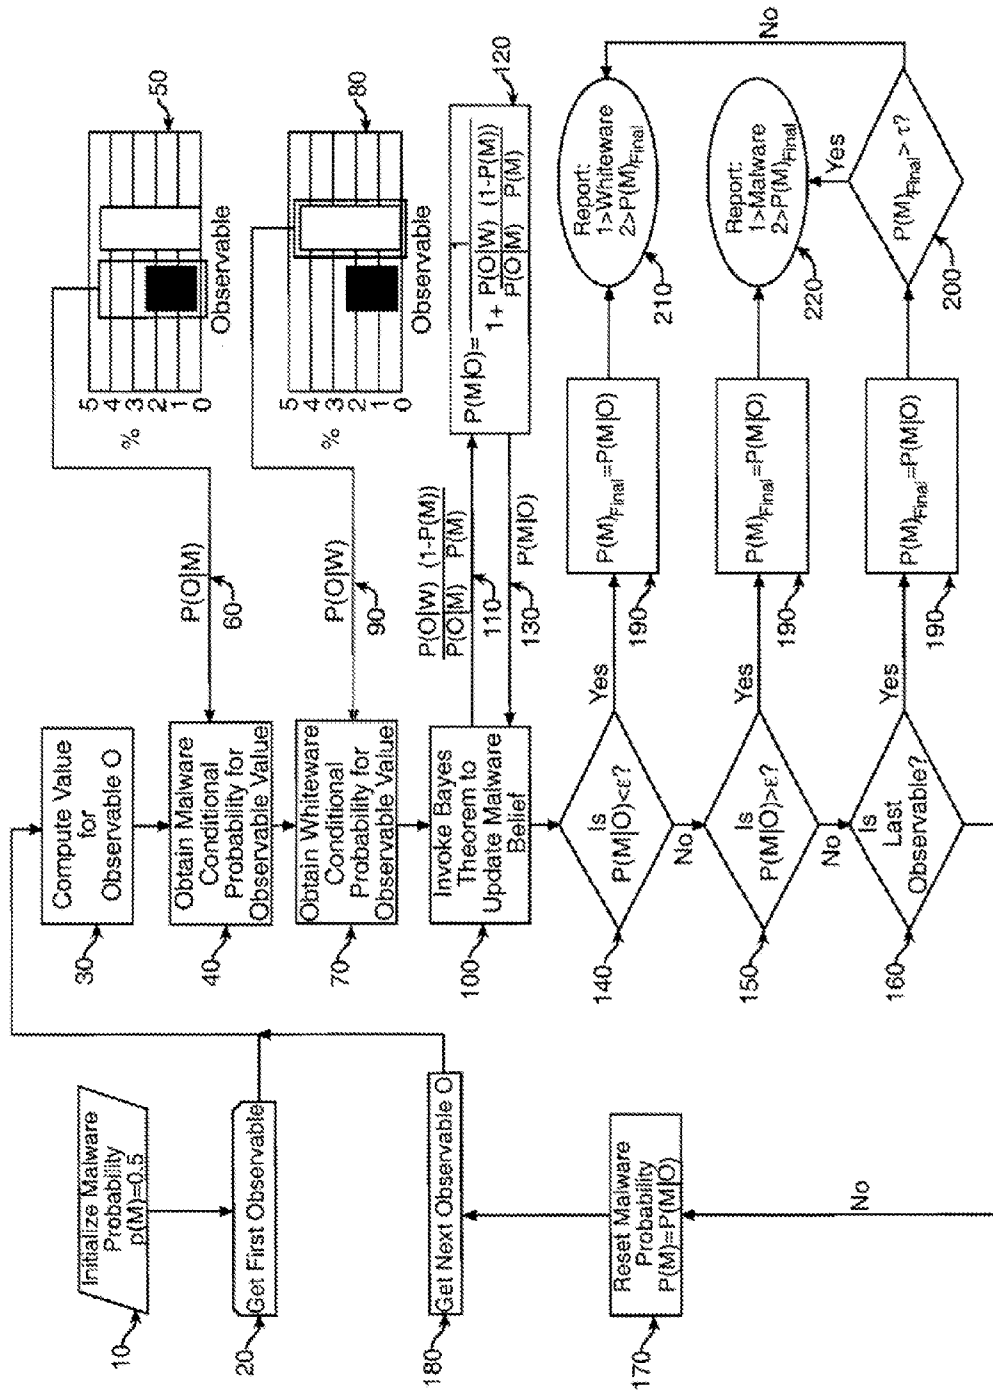 Initialize Malware
Probability
p(M)=0.5
10
Get First Observable
20
Get Next Observable O
180
Reset Malware
Probability
P(M)=P(M|O)
170
No
Compute Value
for
Observable O
30
Obtain Malware
Conditional
Probability for
Observable Value
40
Obtain Whiteware
Conditional
Probability for
Observable Value
70
Invoke Bayes
Theorem to
Update Malware
Belief
100
Is
P(M|O)<ε?
140
No
Is
P(M|O)>ε?
150
No
Is
Last
Observable?
160
P(O|M)
60
P(O|W)
90
P(O|W) (1-P(M))
P(O|M) P(M)
110
P(M|O)
130
Yes
Yes
Yes
%
5
4
3
2
1
0
Observable
50
%
5
4
3
2
1
0
Observable
80
P(M|O)=
1
1+ P(O|W) (1-P(M))
P(O|M) P(M)
120
P(M)Final=P(M|O)
190
P(M)Final=P(M|O)
190
P(M)Final=P(M|O)
190
Report:
1>Whiteware
2>P(M)Final
210
Report:
1>Malware
2>P(M)Final
220
P(M)Final > τ?
200
Yes
No